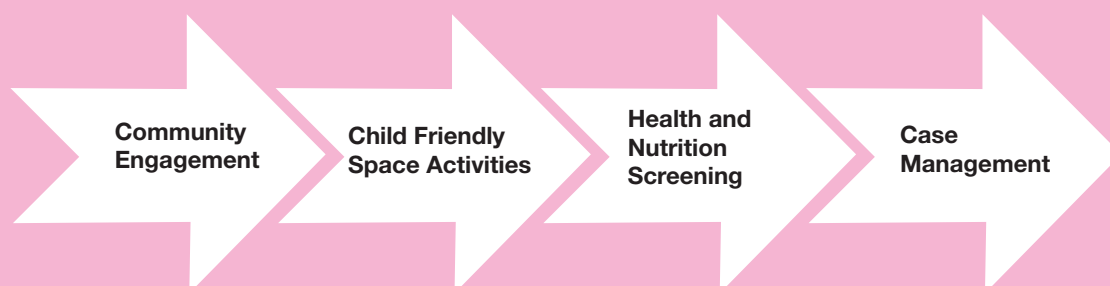 Community
Engagement
Child Friendly
Space Activities
Health and
Nutrition
Screening
Case
Management